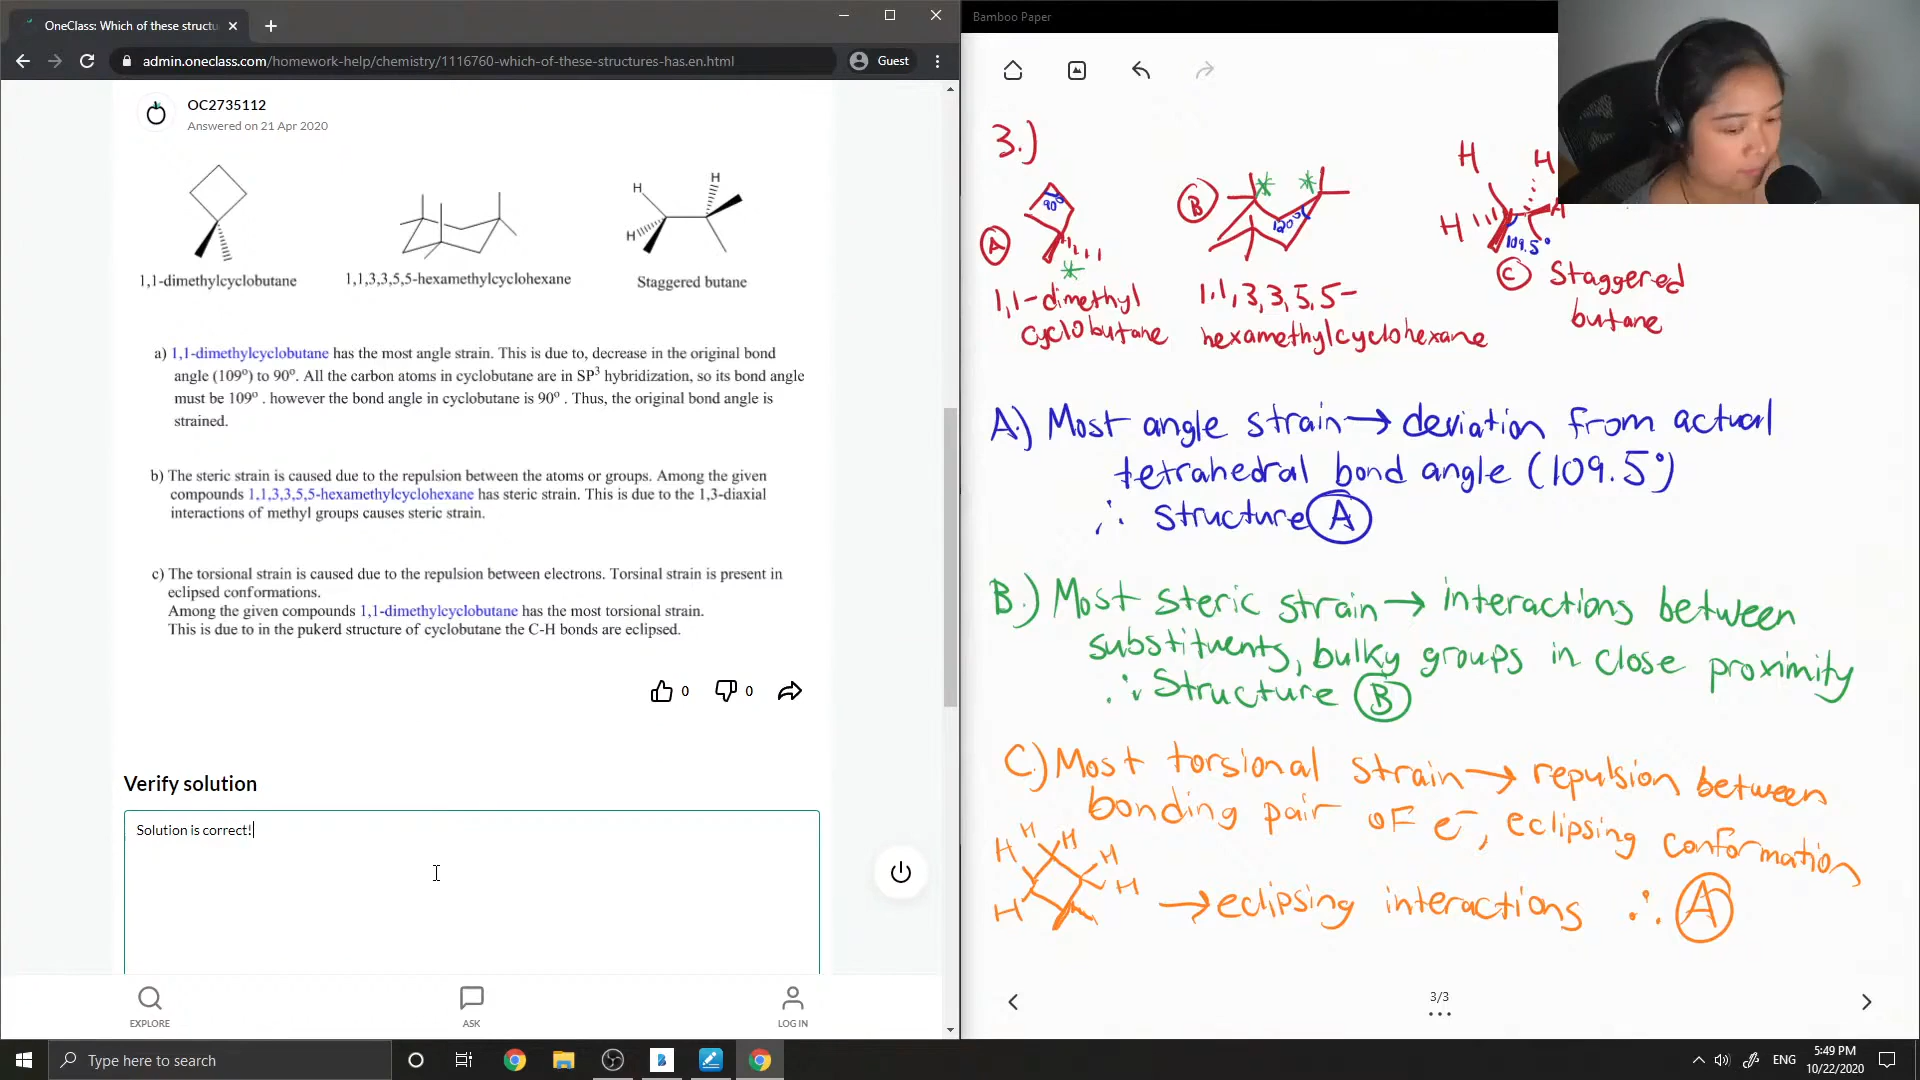 OneClass: Which of these structu
admin.oneclass.com/homework-help/chemistry/1116760-which-of-these-structures-has.en.html
Guest
OC2735112
Answered on 21 Apr 2020
H
H
H
1,1-dimethylcyclobutane
1,1,3,3,5,5-hexamethylcyclohexane
Staggered butane
a) 1,1-dimethylcyclobutane has the most angle strain. This is due to, decrease in the original bond
angle (109º) to 90º. All the carbon atoms in cyclobutane are in SP³ hybridization, so its bond angle
must be 109º . however the bond angle in cyclobutane is 90º . Thus, the original bond angle is
strained.
b) The steric strain is caused due to the repulsion between the atoms or groups. Among the given
compounds 1,1,3,3,5,5-hexamethylcyclohexane has steric strain. This is due to the 1,3-diaxial
interactions of methyl groups causes steric strain.
c) The torsional strain is caused due to the repulsion between electrons. Torsinal strain is present in
eclipsed conformations.
Among the given compounds 1,1-dimethylcyclobutane has the most torsional strain.
This is due to in the pukerd structure of cyclobutane the C-H bonds are eclipsed.
0
0
Verify solution
Solution is correct!
EXPLORE
ASK
LOG IN
Bamboo Paper
3.)
H
H
90°
B
120°
H
A
109.5°
C Staggered
butane
1,1-dimethyl
cyclobutane
1,1,3,3,5,5-
hexamethylcyclohexane
A.) Most angle strain → deviation from actual
tetrahedral bond angle (109.5°)
∴ Structure A
B.) Most steric strain → interactions between
substituents, bulky groups in close proximity
∴ Structure B
C.) Most torsional strain → repulsion between
bonding pair of e-, eclipsing conformation
H
H
H
H
H
H
→ eclipsing interactions ∴ A
3/3
Type here to search
ENG
5:49 PM
10/22/2020